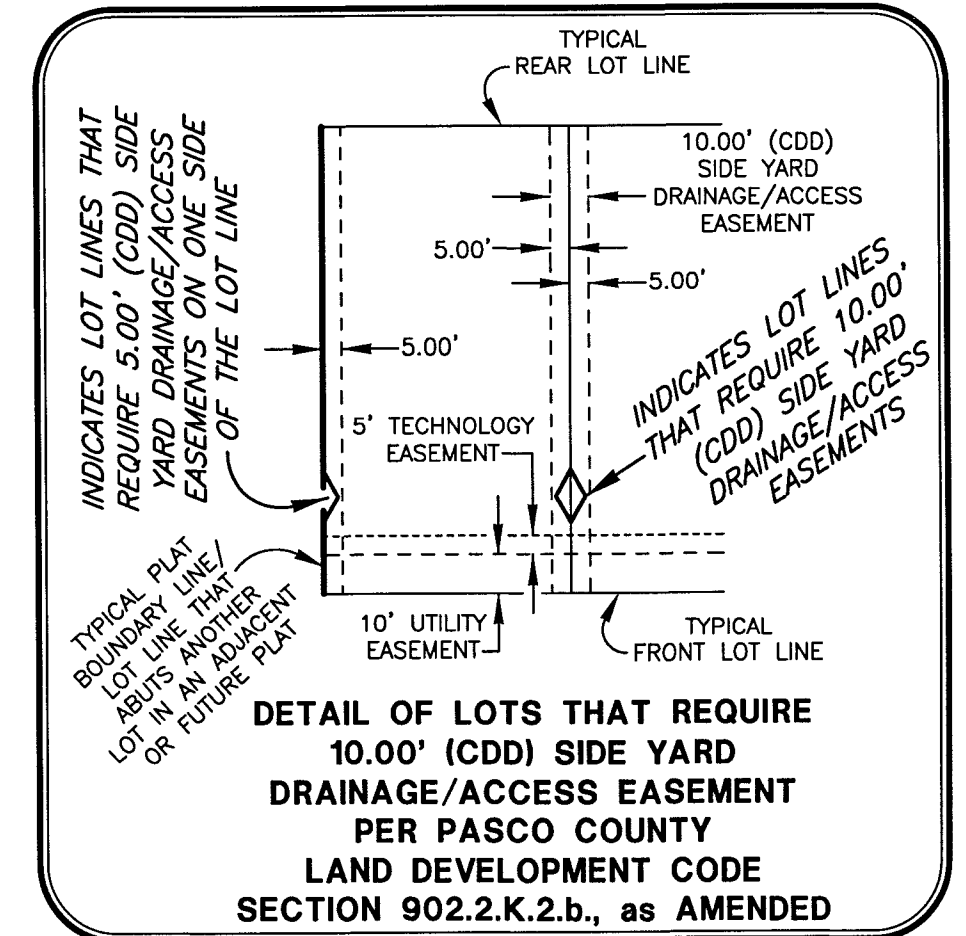 TYPICAL
REAR LOT LINE
INDICATES LOT LINES THAT
REQUIRE 5.00' (CDD) SIDE
YARD DRAINAGE/ACCESS
EASEMENTS ON ONE SIDE
OF THE LOT LINE
10.00' (CDD)
SIDE YARD
DRAINAGE/ACCESS
EASEMENT
5.00'
5.00'
5.00'
INDICATES LOT LINES
THAT REQUIRE 10.00'
(CDD) SIDE YARD
DRAINAGE/ACCESS
EASEMENTS
5' TECHNOLOGY
EASEMENT
TYPICAL PLAT
BOUNDARY LINE/
LOT LINE THAT
ABUTS ANOTHER
LOT IN AN ADJACENT
OR FUTURE PLAT
10' UTILITY
EASEMENT
TYPICAL
FRONT LOT LINE
DETAIL OF LOTS THAT REQUIRE
10.00' (CDD) SIDE YARD
DRAINAGE/ACCESS EASEMENT
PER PASCO COUNTY
LAND DEVELOPMENT CODE
SECTION 902.2.K.2.b., as AMENDED